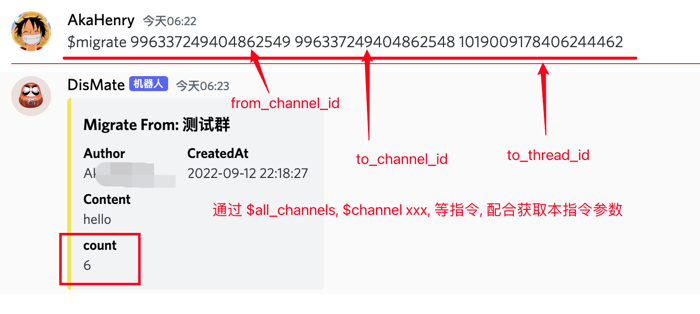 AkaHenry 今天06:22
$migrate 996337249404862549 996337249404862548 1019009178406244462
DisMate 机器人 今天06:23
from_channel_id
to_channel_id
to_thread_id
Migrate From: 测试群
Author CreatedAt
Ak 2022-09-12 22:18:27
Content
hello
通过 $all_channels, $channel xxx, 等指令, 配合获取本指令参数
count
6